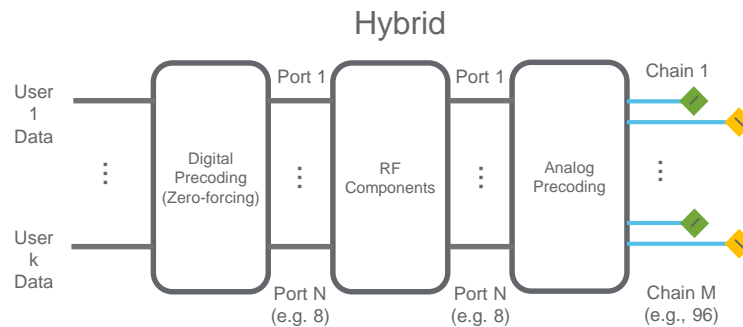 Hybrid
Port 1
Port 1
Chain 1
User
1
Data
⋮
⋮
⋮
⋮
Digital
Precoding
(Zero-forcing)
RF
Components
Analog
Precoding
User
k
Data
Port N
(e.g. 8)
Port N
(e.g. 8)
Chain M
(e.g., 96)